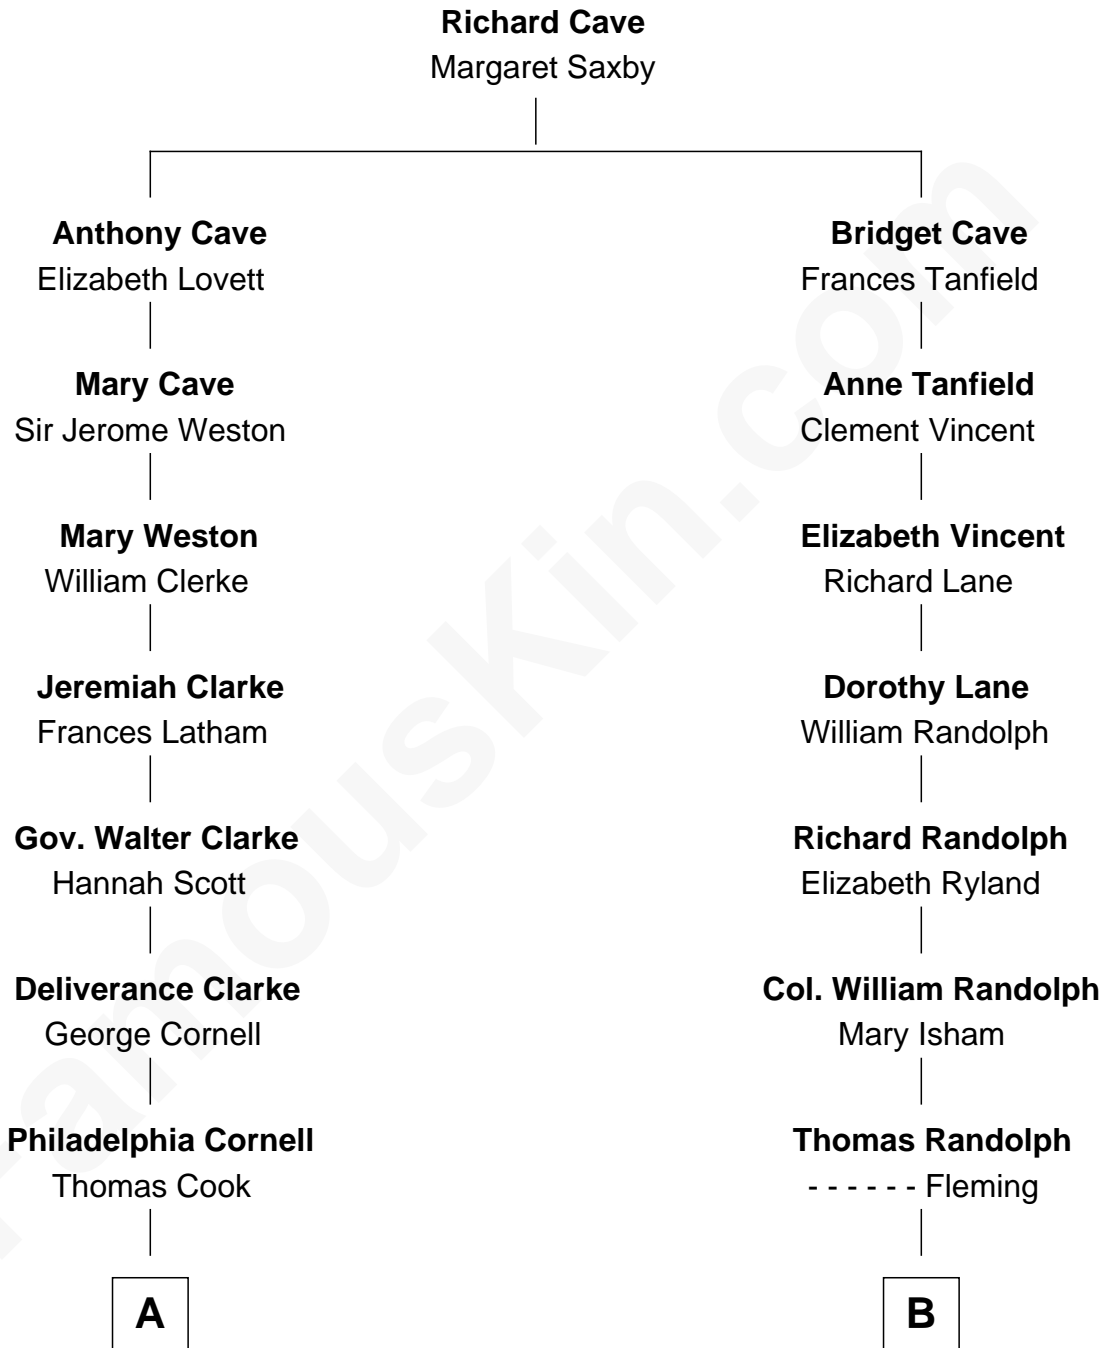 Richard Cave
Margaret Saxby
Anthony Cave
Elizabeth Lovett
Bridget Cave
Frances Tanfield
Mary Cave
Sir Jerome Weston
Anne Tanfield
Clement Vincent
Mary Weston
William Clerke
Elizabeth Vincent
Richard Lane
Jeremiah Clarke
Frances Latham
Dorothy Lane
William Randolph
Gov. Walter Clarke
Hannah Scott
Richard Randolph
Elizabeth Ryland
Deliverance Clarke
George Cornell
Col. William Randolph
Mary Isham
Philadelphia Cornell
Thomas Cook
Thomas Randolph
- - - - - - Fleming
A
B
FamousKin.com